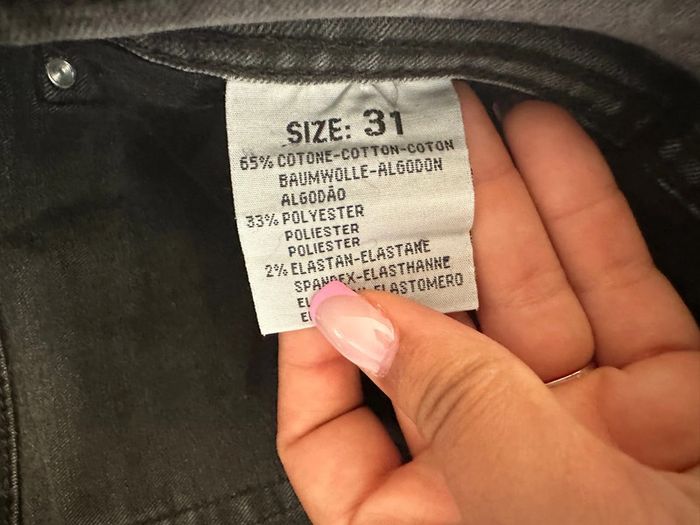 SIZE: 31
65% COTONE-COTTON-COTON
BAUMWOLLE-ALGODON
ALGODÃO
33% POLYESTER
POLIESTER
POLIESTER
2% ELASTAN-ELASTANE
SPANDEX-ELASTHANNE
ELASTOMERO